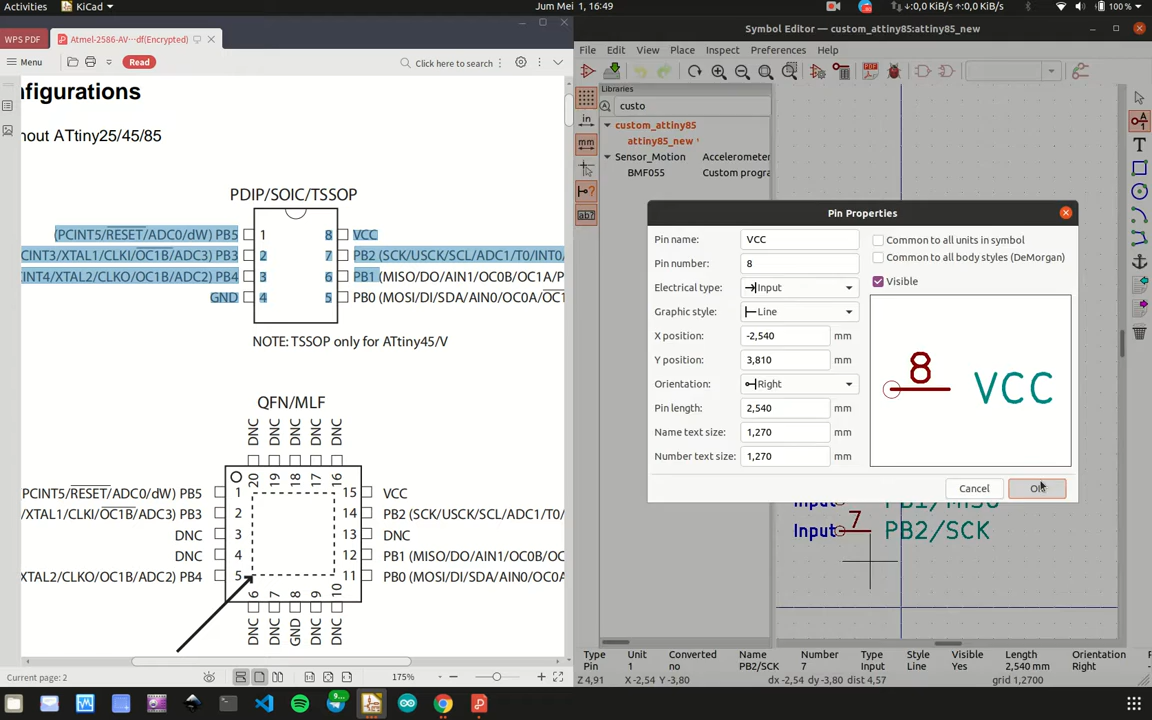 Activities
KiCad
Jum Mei 1, 16:49
↓:0,0 KiB/s ↑:0,0 KiB/s
100 %
WPS PDF
Atmel-2586-AV···df(Encrypted)
Menu
Read
Click here to search
nfigurations
nout ATtiny25/45/85
PDIP/SOIC/TSSOP
(PCINT5/RESET/ADC0/dW) PB5 1 8 VCC
CINT3/XTAL1/CLKI/OC1B/ADC3) PB3 2 7 PB2 (SCK/USCK/SCL/ADC1/T0/INT0/
INT4/XTAL2/CLKO/OC1B/ADC2) PB4 3 6 PB1 (MISO/DO/AIN1/OC0B/OC1A/P
GND 4 5 PB0 (MOSI/DI/SDA/AIN0/OC0A/OC1
NOTE: TSSOP only for ATtiny45/V
QFN/MLF
DNC DNC DNC DNC DNC
20 19 18 17 16
PCINT5/RESET/ADC0/dW) PB5 1 15 VCC
/XTAL1/CLKI/OC1B/ADC3) PB3 2 14 PB2 (SCK/USCK/SCL/ADC1/T0/
DNC 3 13 DNC
DNC 4 12 PB1 (MISO/DO/AIN1/OC0B/OC
XTAL2/CLKO/OC1B/ADC2) PB4 5 11 PB0 (MOSI/DI/SDA/AIN0/OC0A
6 7 8 9 10
DNC DNC GND DNC DNC
Current page: 2
175%
Symbol Editor — custom_attiny85:attiny85_new
File Edit View Place Inspect Preferences Help
Libraries
custo
in
mm
custom_attiny85
attiny85_new
Sensor_Motion Accelerometer
BMF055 Custom progra
Pin Properties
Pin name: VCC
Pin number: 8
Electrical type: Input
Graphic style: Line
X position: -2,540 mm
Y position: 3,810 mm
Orientation: Right
Pin length: 2,540 mm
Name text size: 1,270 mm
Number text size: 1,270 mm
Common to all units in symbol
Common to all body styles (DeMorgan)
Visible
8 VCC
Cancel
Input PB1/MISO
Input 7 PB2/SCK
Type Unit Converted Name Number Type Style Visible Length Orientation
Pin 1 no PB2/SCK 7 Input Line Yes 2,540 mm Right
Z 4,91 X -2,54 Y -3,80 dx -2,54 dy -3,80 dist 4,57 grid 1,2700